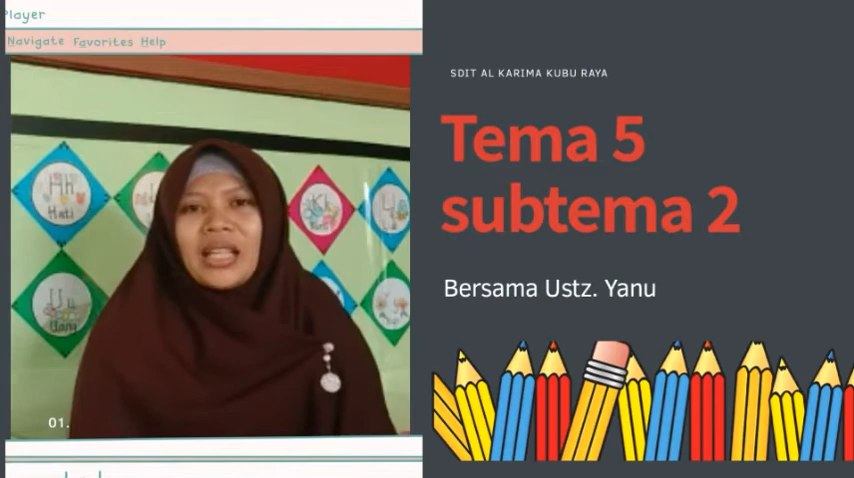 Player
Navigate Favorites Help
Hh
Hati
Kk
Uu
Uang
01.
SDIT AL KARIMA KUBU RAYA
Tema 5
subtema 2
Bersama Ustz. Yanu